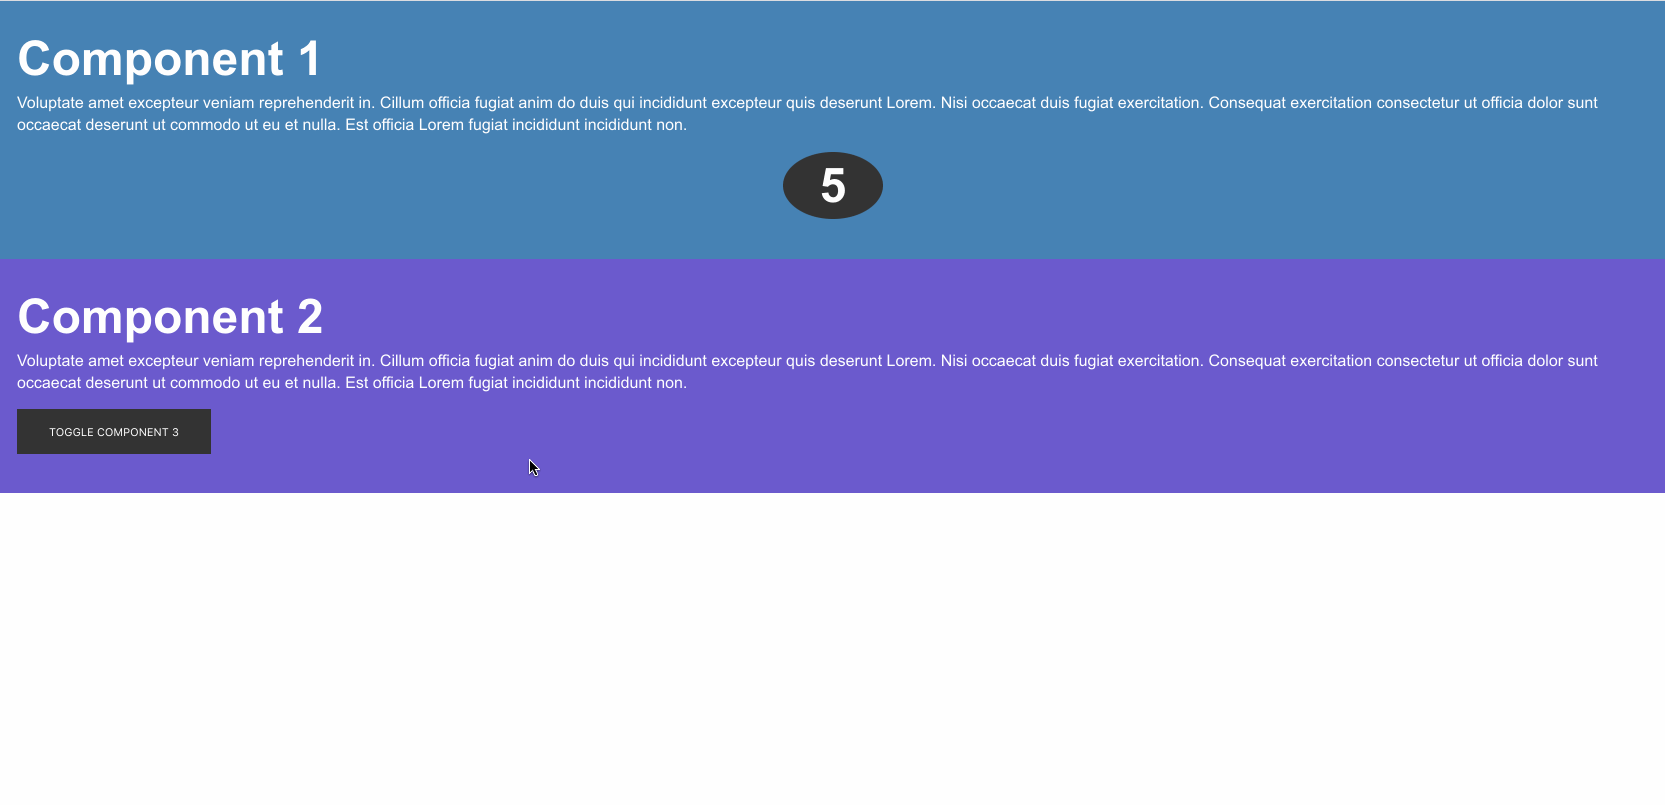 Component 1
Voluptate amet excepteur veniam reprehenderit in. Cillum officia fugiat anim do duis qui incididunt excepteur quis deserunt Lorem. Nisi occaecat duis fugiat exercitation. Consequat exercitation consectetur ut officia dolor sunt
occaecat deserunt ut commodo ut eu et nulla. Est officia Lorem fugiat incididunt incididunt non.
5
Component 2
Voluptate amet excepteur veniam reprehenderit in. Cillum officia fugiat anim do duis qui incididunt excepteur quis deserunt Lorem. Nisi occaecat duis fugiat exercitation. Consequat exercitation consectetur ut officia dolor sunt
occaecat deserunt ut commodo ut eu et nulla. Est officia Lorem fugiat incididunt incididunt non.
TOGGLE COMPONENT 3